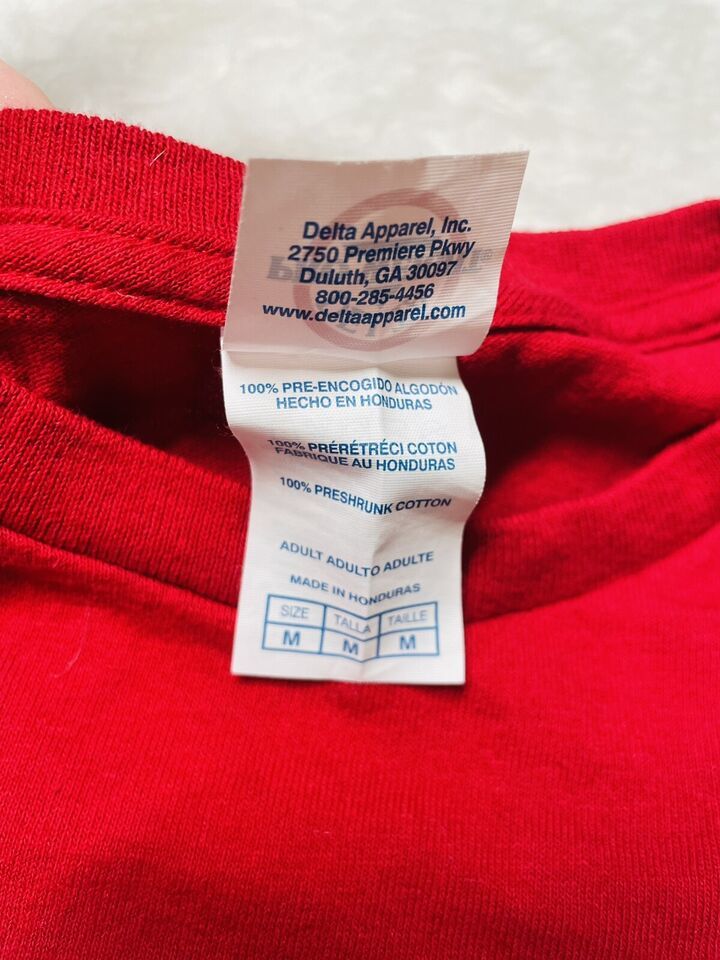 Delta Apparel, Inc.
2750 Premiere Pkwy
Duluth, GA 30097
800-285-4456
www.deltaapparel.com
100% PRE-ENCOGIDO ALGODÓN
HECHO EN HONDURAS
100% PRÉRÉTRÉCI COTON
FABRIQUE AU HONDURAS
100% PRESHRUNK COTTON
ADULT ADULTO ADULTE
MADE IN HONDURAS
SIZE TALLA TAILLE
M M M